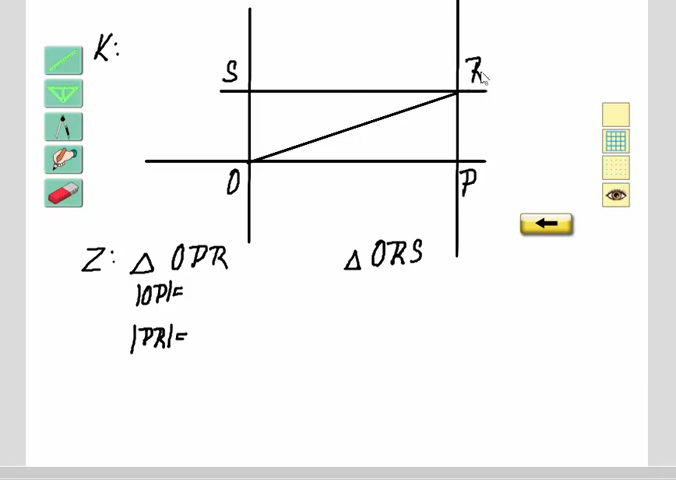 K:
S R
O P
Z: △ OPR △ ORS
|OP|=
|PR|=